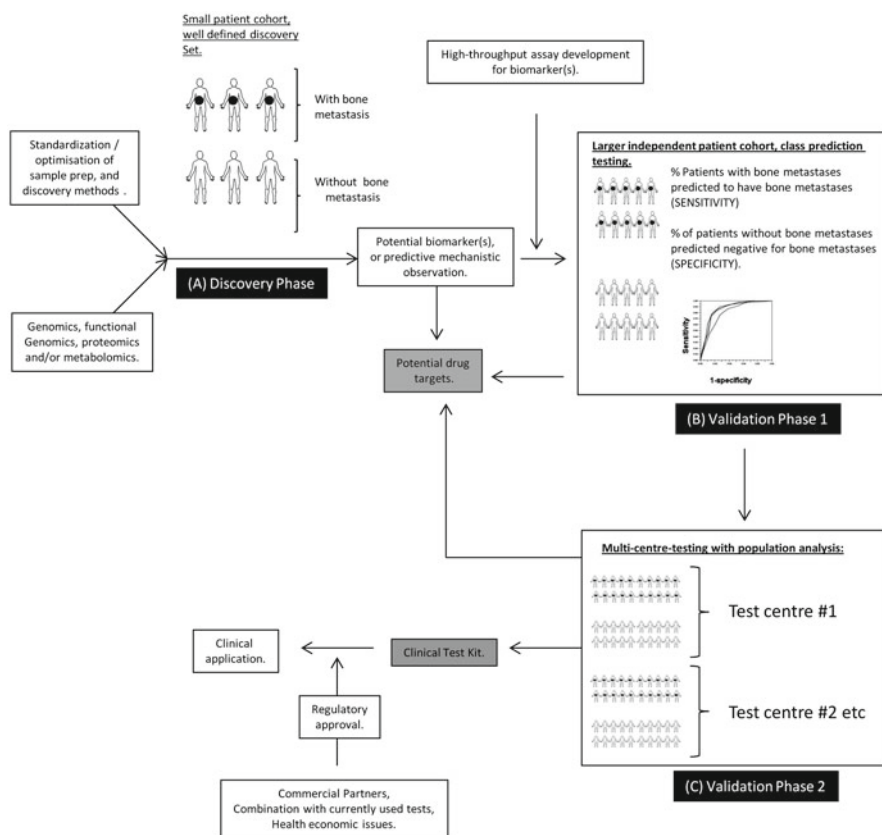 Small patient cohort,
well defined discovery
Set.
With bone
metastasis
Without bone
metastasis
High-throughput assay development
for biomarker(s).
Standardization /
optimisation of
sample prep, and
discovery methods .
(A) Discovery Phase
Genomics, functional
Genomics, proteomics
and/or metabolomics.
Potential biomarker(s),
or predictive mechanistic
observation.
Potential drug
targets.
Larger independent patient cohort, class prediction
testing.
% Patients with bone metastases
predicted to have bone metastases
(SENSITIVITY)
% of patients without bone metastases
predicted negative for bone metastases
(SPECIFICITY).
Sensitivity
1-specificity
(B) Validation Phase 1
Multi-centre-testing with population analysis:
Test centre #1
Test centre #2 etc
(C) Validation Phase 2
Clinical Test Kit.
Clinical
application.
Regulatory
approval.
Commercial Partners,
Combination with currently used tests,
Health economic issues.